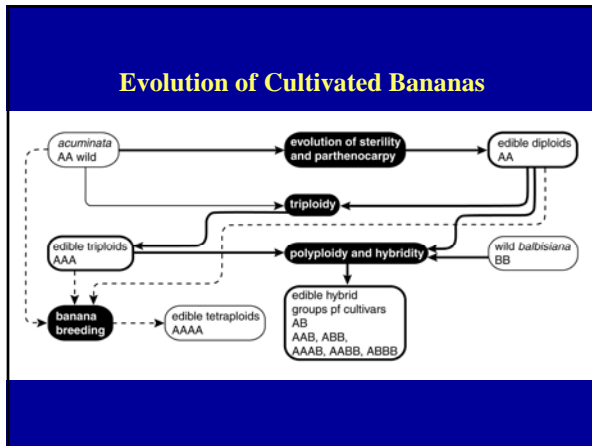 Evolution of Cultivated Bananas
acuminata
AA wild
evolution of sterility
and parthenocarpy
edible diploids
AA
triploidy
edible triploids
AAA
polyploidy and hybridity
wild balbisiana
BB
banana
breeding
edible tetraploids
AAAA
edible hybrid
groups pf cultivars
AB
AAB, ABB,
AAAB, AABB, ABBB